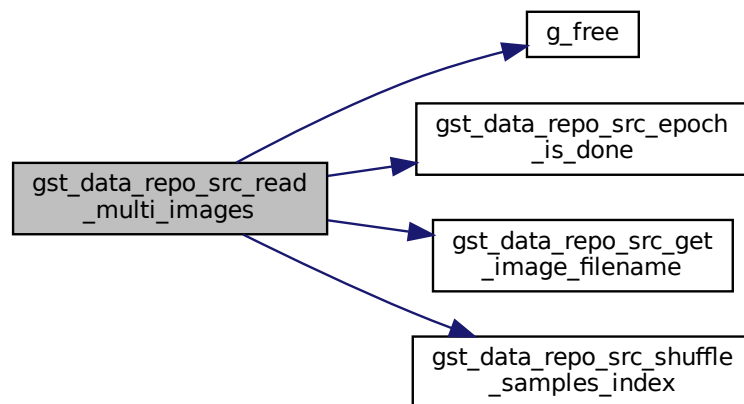 gst_data_repo_src_read
_multi_images
g_free
gst_data_repo_src_epoch
_is_done
gst_data_repo_src_get
_image_filename
gst_data_repo_src_shuffle
_samples_index